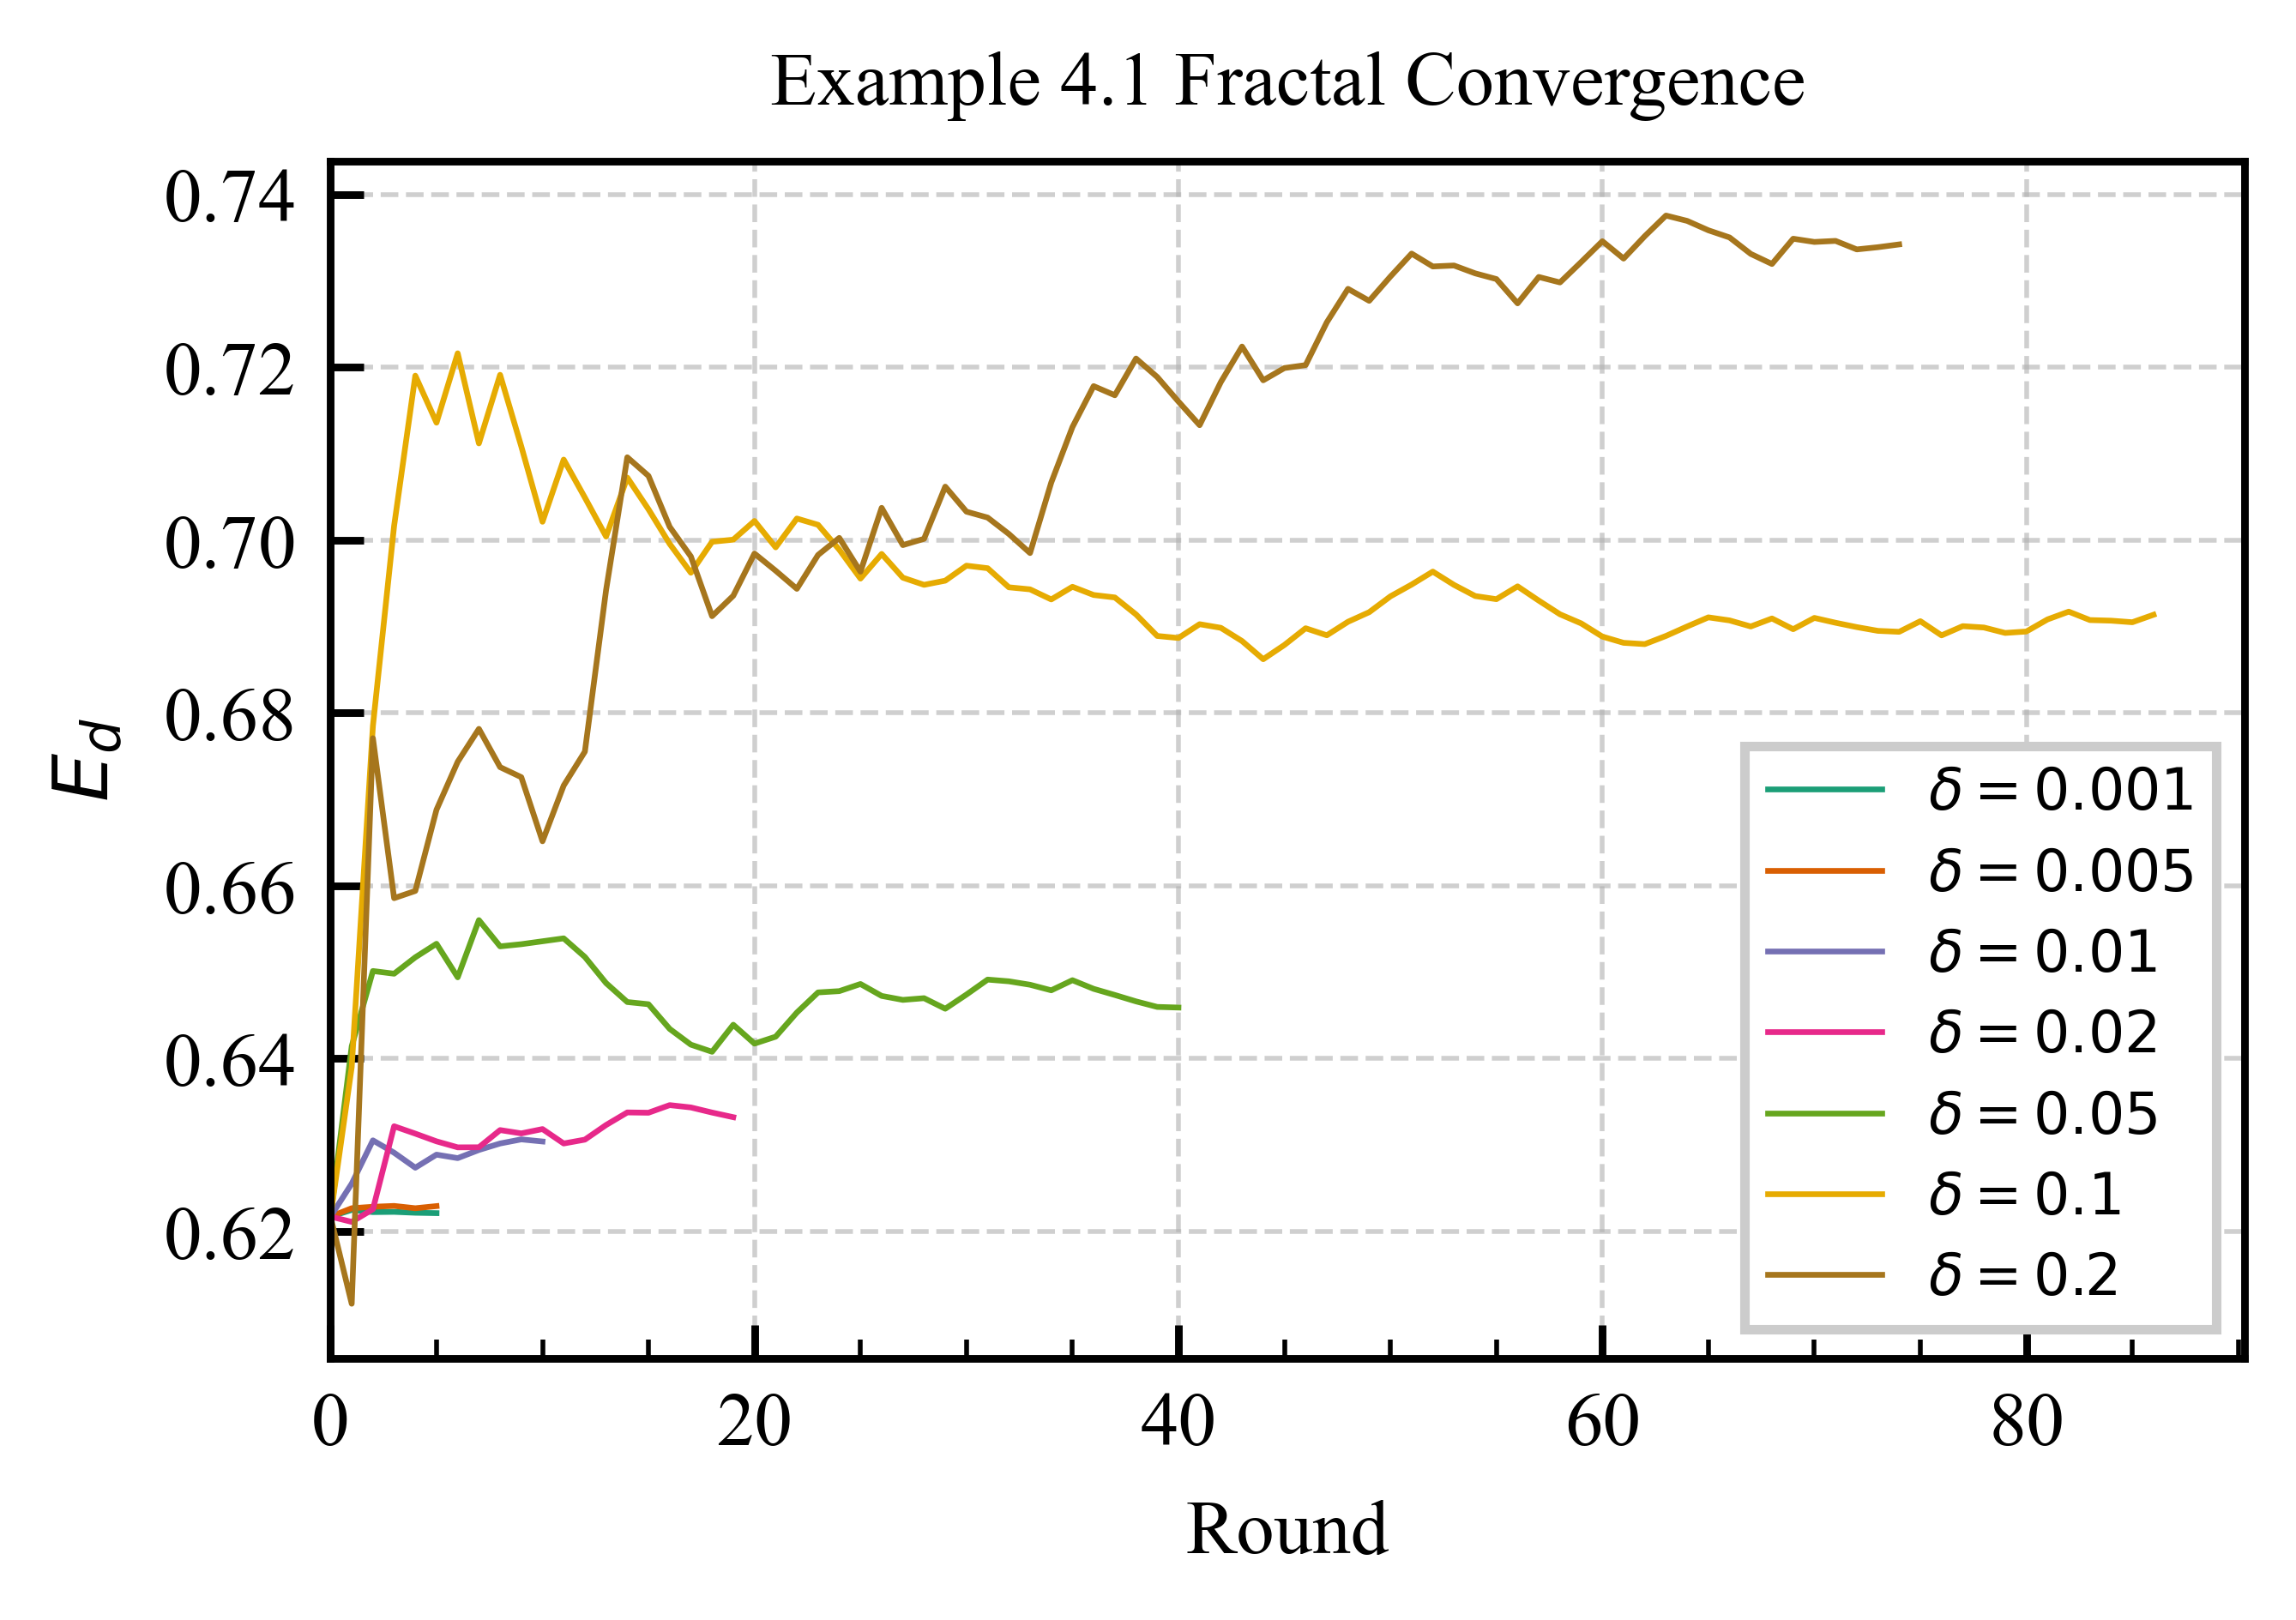 Example 4.1 Fractal Convergence
0.74
0.72
0.70
0.68
0.66
0.64
0.62
E_d
δ = 0.001
δ = 0.005
δ = 0.01
δ = 0.02
δ = 0.05
δ = 0.1
δ = 0.2
0 20 40 60 80
Round